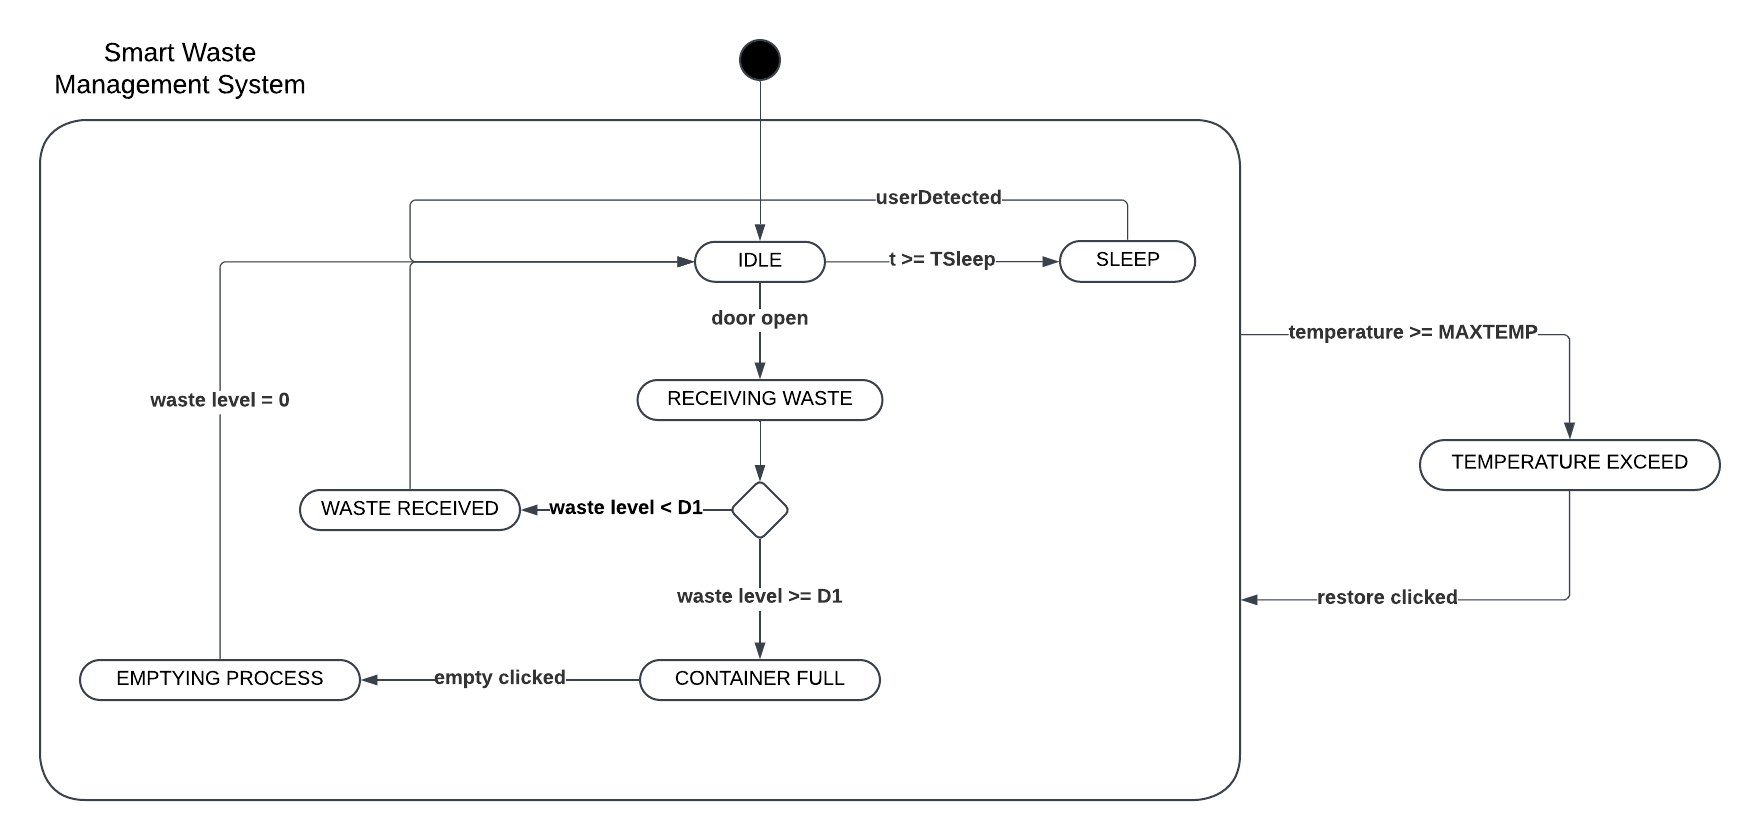 Smart Waste
Management System
userDetected
IDLE
t >= TSleep
SLEEP
door open
temperature >= MAXTEMP
RECEIVING WASTE
waste level = 0
TEMPERATURE EXCEED
WASTE RECEIVED
waste level < D1
waste level >= D1
restore clicked
EMPTYING PROCESS
empty clicked
CONTAINER FULL